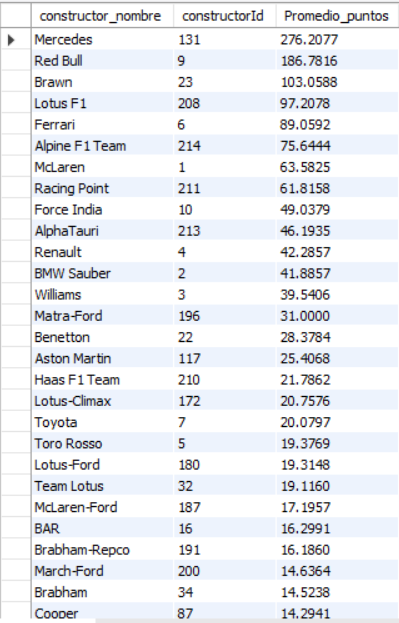 constructor_nombre constructorId Promedio_puntos
Mercedes 131 276.2077
Red Bull 9 186.7816
Brawn 23 103.0588
Lotus F1 208 97.2078
Ferrari 6 89.0592
Alpine F1 Team 214 75.6444
McLaren 1 63.5825
Racing Point 211 61.8158
Force India 10 49.0379
AlphaTauri 213 46.1935
Renault 4 42.2857
BMW Sauber 2 41.8857
Williams 3 39.5406
Matra-Ford 196 31.0000
Benetton 22 28.3784
Aston Martin 117 25.4068
Haas F1 Team 210 21.7862
Lotus-Climax 172 20.7576
Toyota 7 20.0797
Toro Rosso 5 19.3769
Lotus-Ford 180 19.3148
Team Lotus 32 19.1160
McLaren-Ford 187 17.1957
BAR 16 16.2991
Brabham-Repco 191 16.1860
March-Ford 200 14.6364
Brabham 34 14.5238
Cooper 87 14.2941